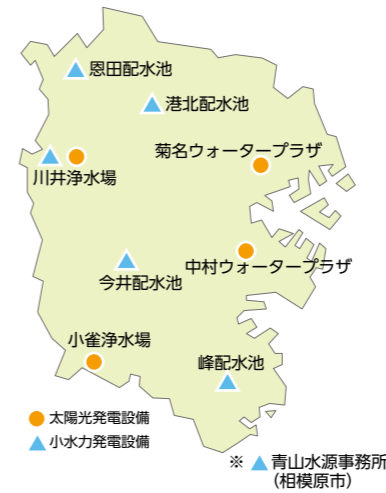 恩田配水池
港北配水池
菊名ウォータープラザ
川井浄水場
中村ウォータープラザ
今井配水池
小雀浄水場
峰配水池
太陽光発電設備
小水力発電設備
※ 青山水源事務所
(相模原市)